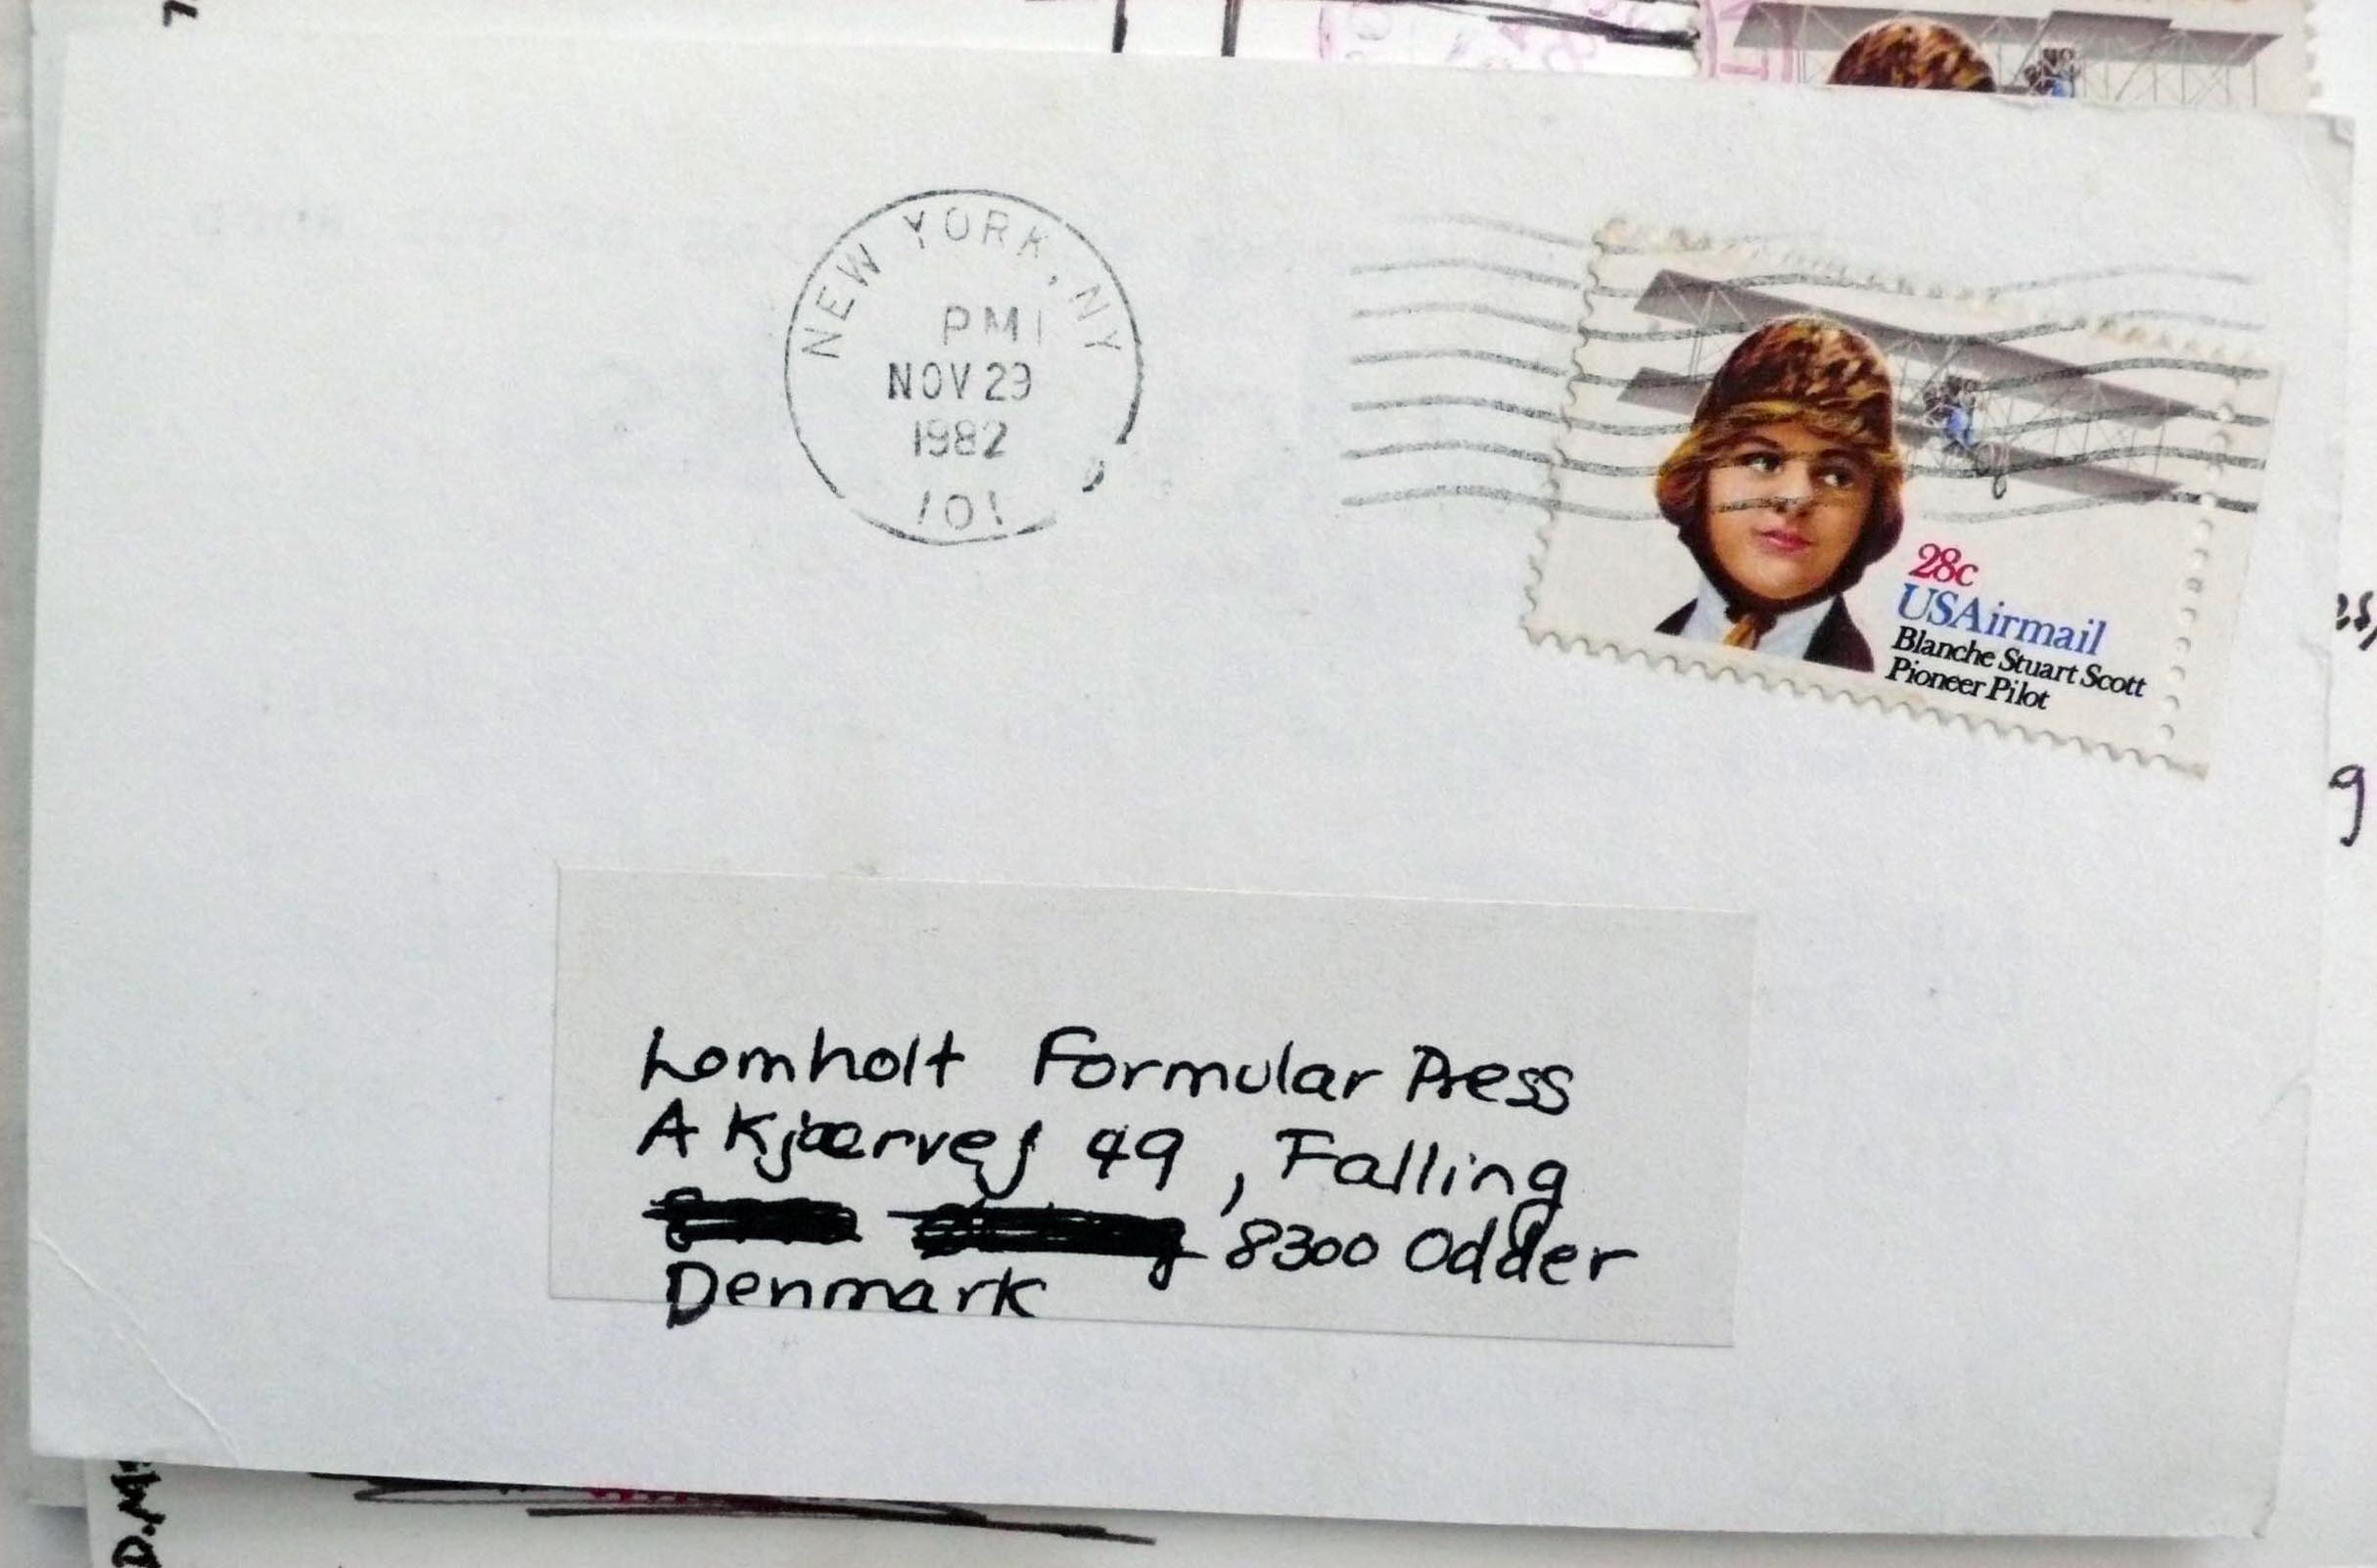 NEW YORK, NY
PM
NOV 29
1982
101
28c
USAirmail
Blanche Stuart Scott
Pioneer Pilot
Lomholt Formular Press
A Kjærvej 49, Falling
8300 Odder
Denmark
g